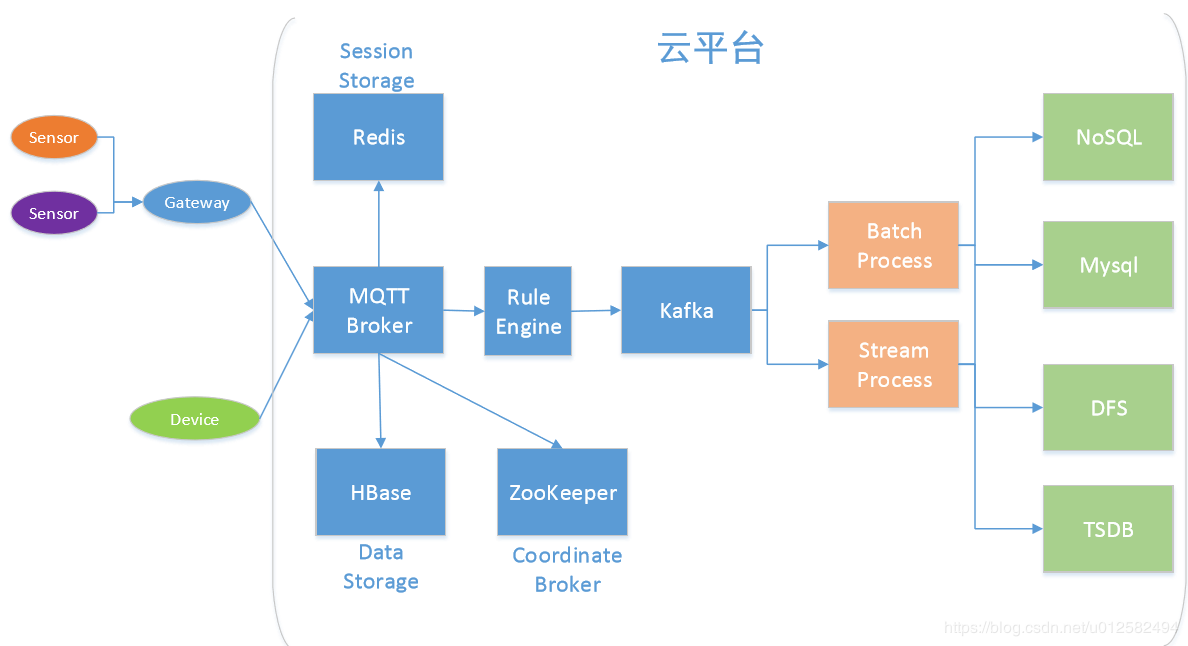 云平台
Session
Storage
Redis
Sensor
Sensor
Gateway
Device
MQTT
Broker
Rule
Engine
Kafka
HBase
Data
Storage
ZooKeeper
Coordinate
Broker
Batch
Process
Stream
Process
NoSQL
Mysql
DFS
TSDB
https://blog.csdn.net/u012582494